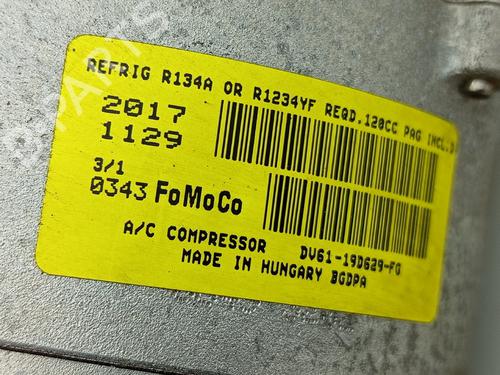 REFRIG R134A OR R1234YF REQD.120CC PAG INCL.
2017
1129
3/1
0343 FoMoCo
A/C COMPRESSOR DV61-19D629-FG
MADE IN HUNGARY BGDPA